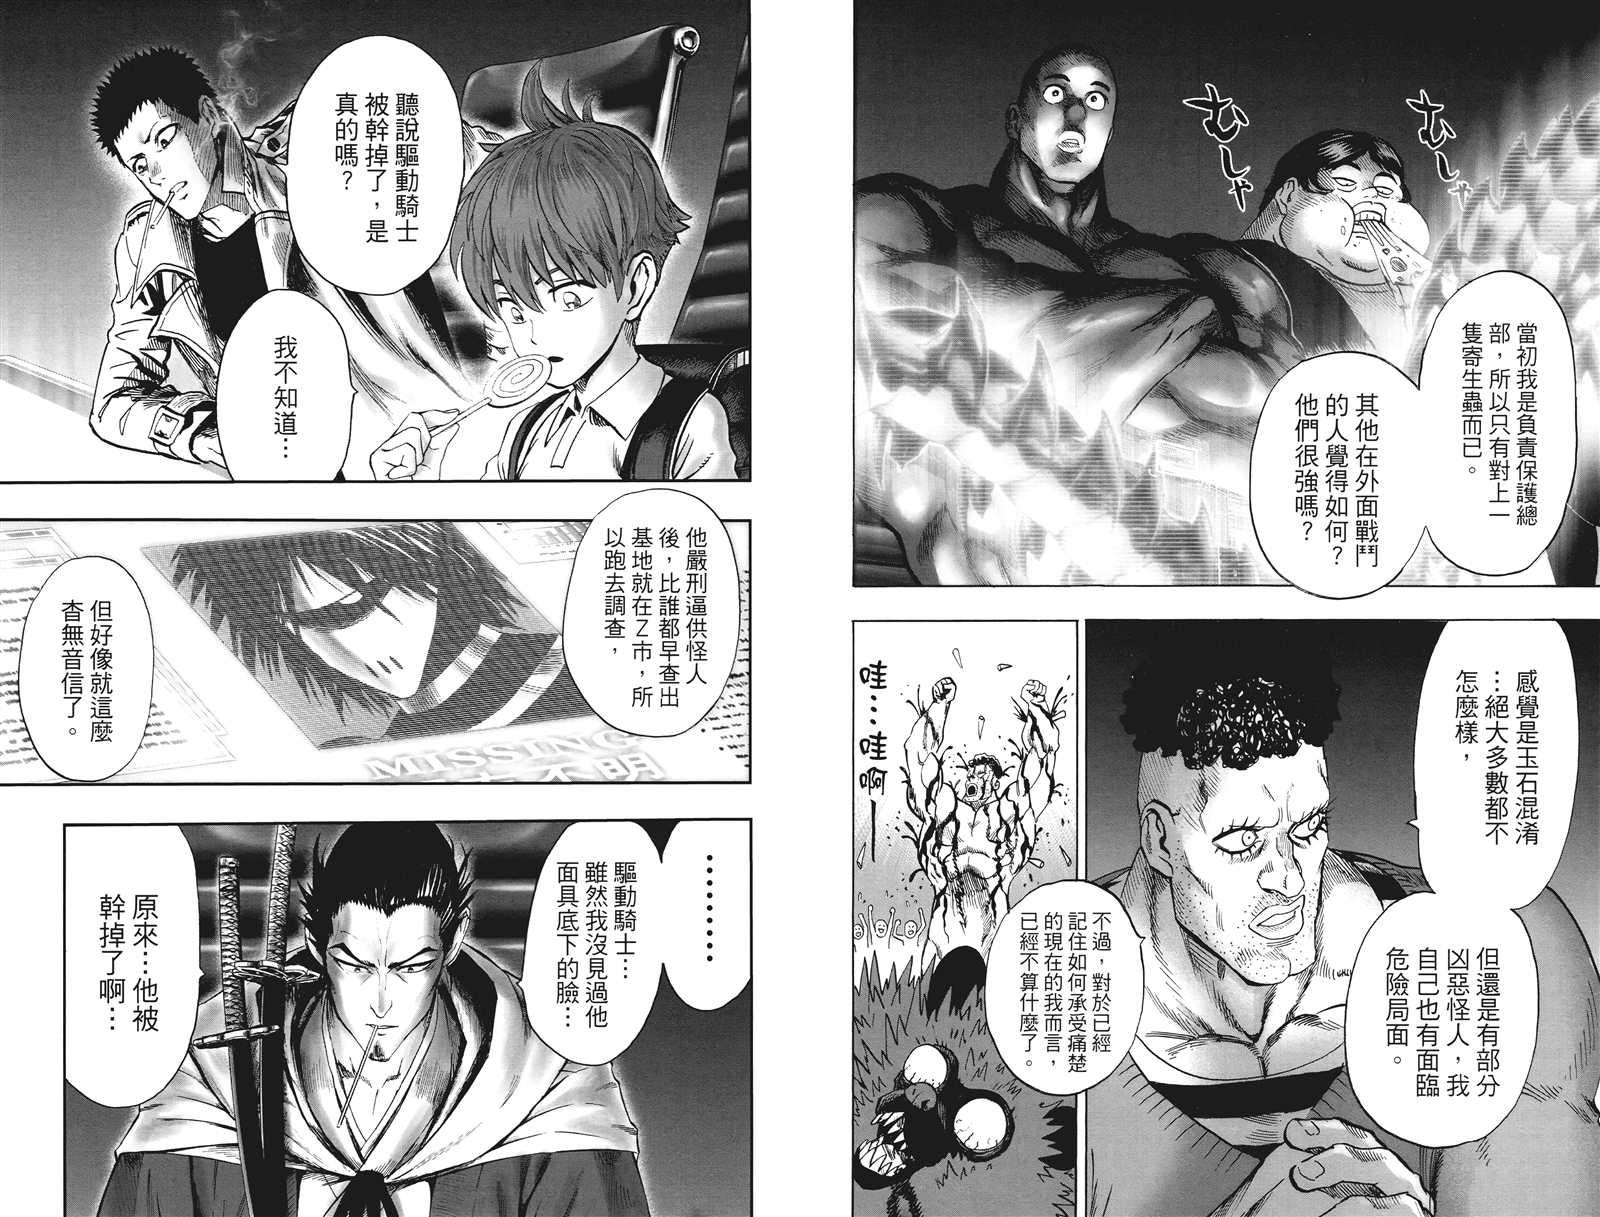 むしゃ
むしゃ
當初我是負責保護總
部，所以只有對上一
隻寄生蟲而已。
其他在外面戰鬥
的人覺得如何？
他們很強嗎？
感覺是玉石混淆
…絕大多數都不
怎麼樣，
但還是有部分
凶惡怪人，我
自己也有面臨
危險局面。
哇…哇啊—
不過，對於已經
記住如何承受痛楚
的現在的我而言，
已經不算什麼了。
聽說驅動騎士
被幹掉了，是
真的嗎？
我不知道…
他嚴刑逼供怪人
後，比誰都早查出
基地就在Z市，所
以跑去調查，
但好像就這麼
杳無音信了。
MISSING
…………
驅動騎士…
雖然我沒見過他
面具底下的臉…
原來…他被
幹掉了啊…